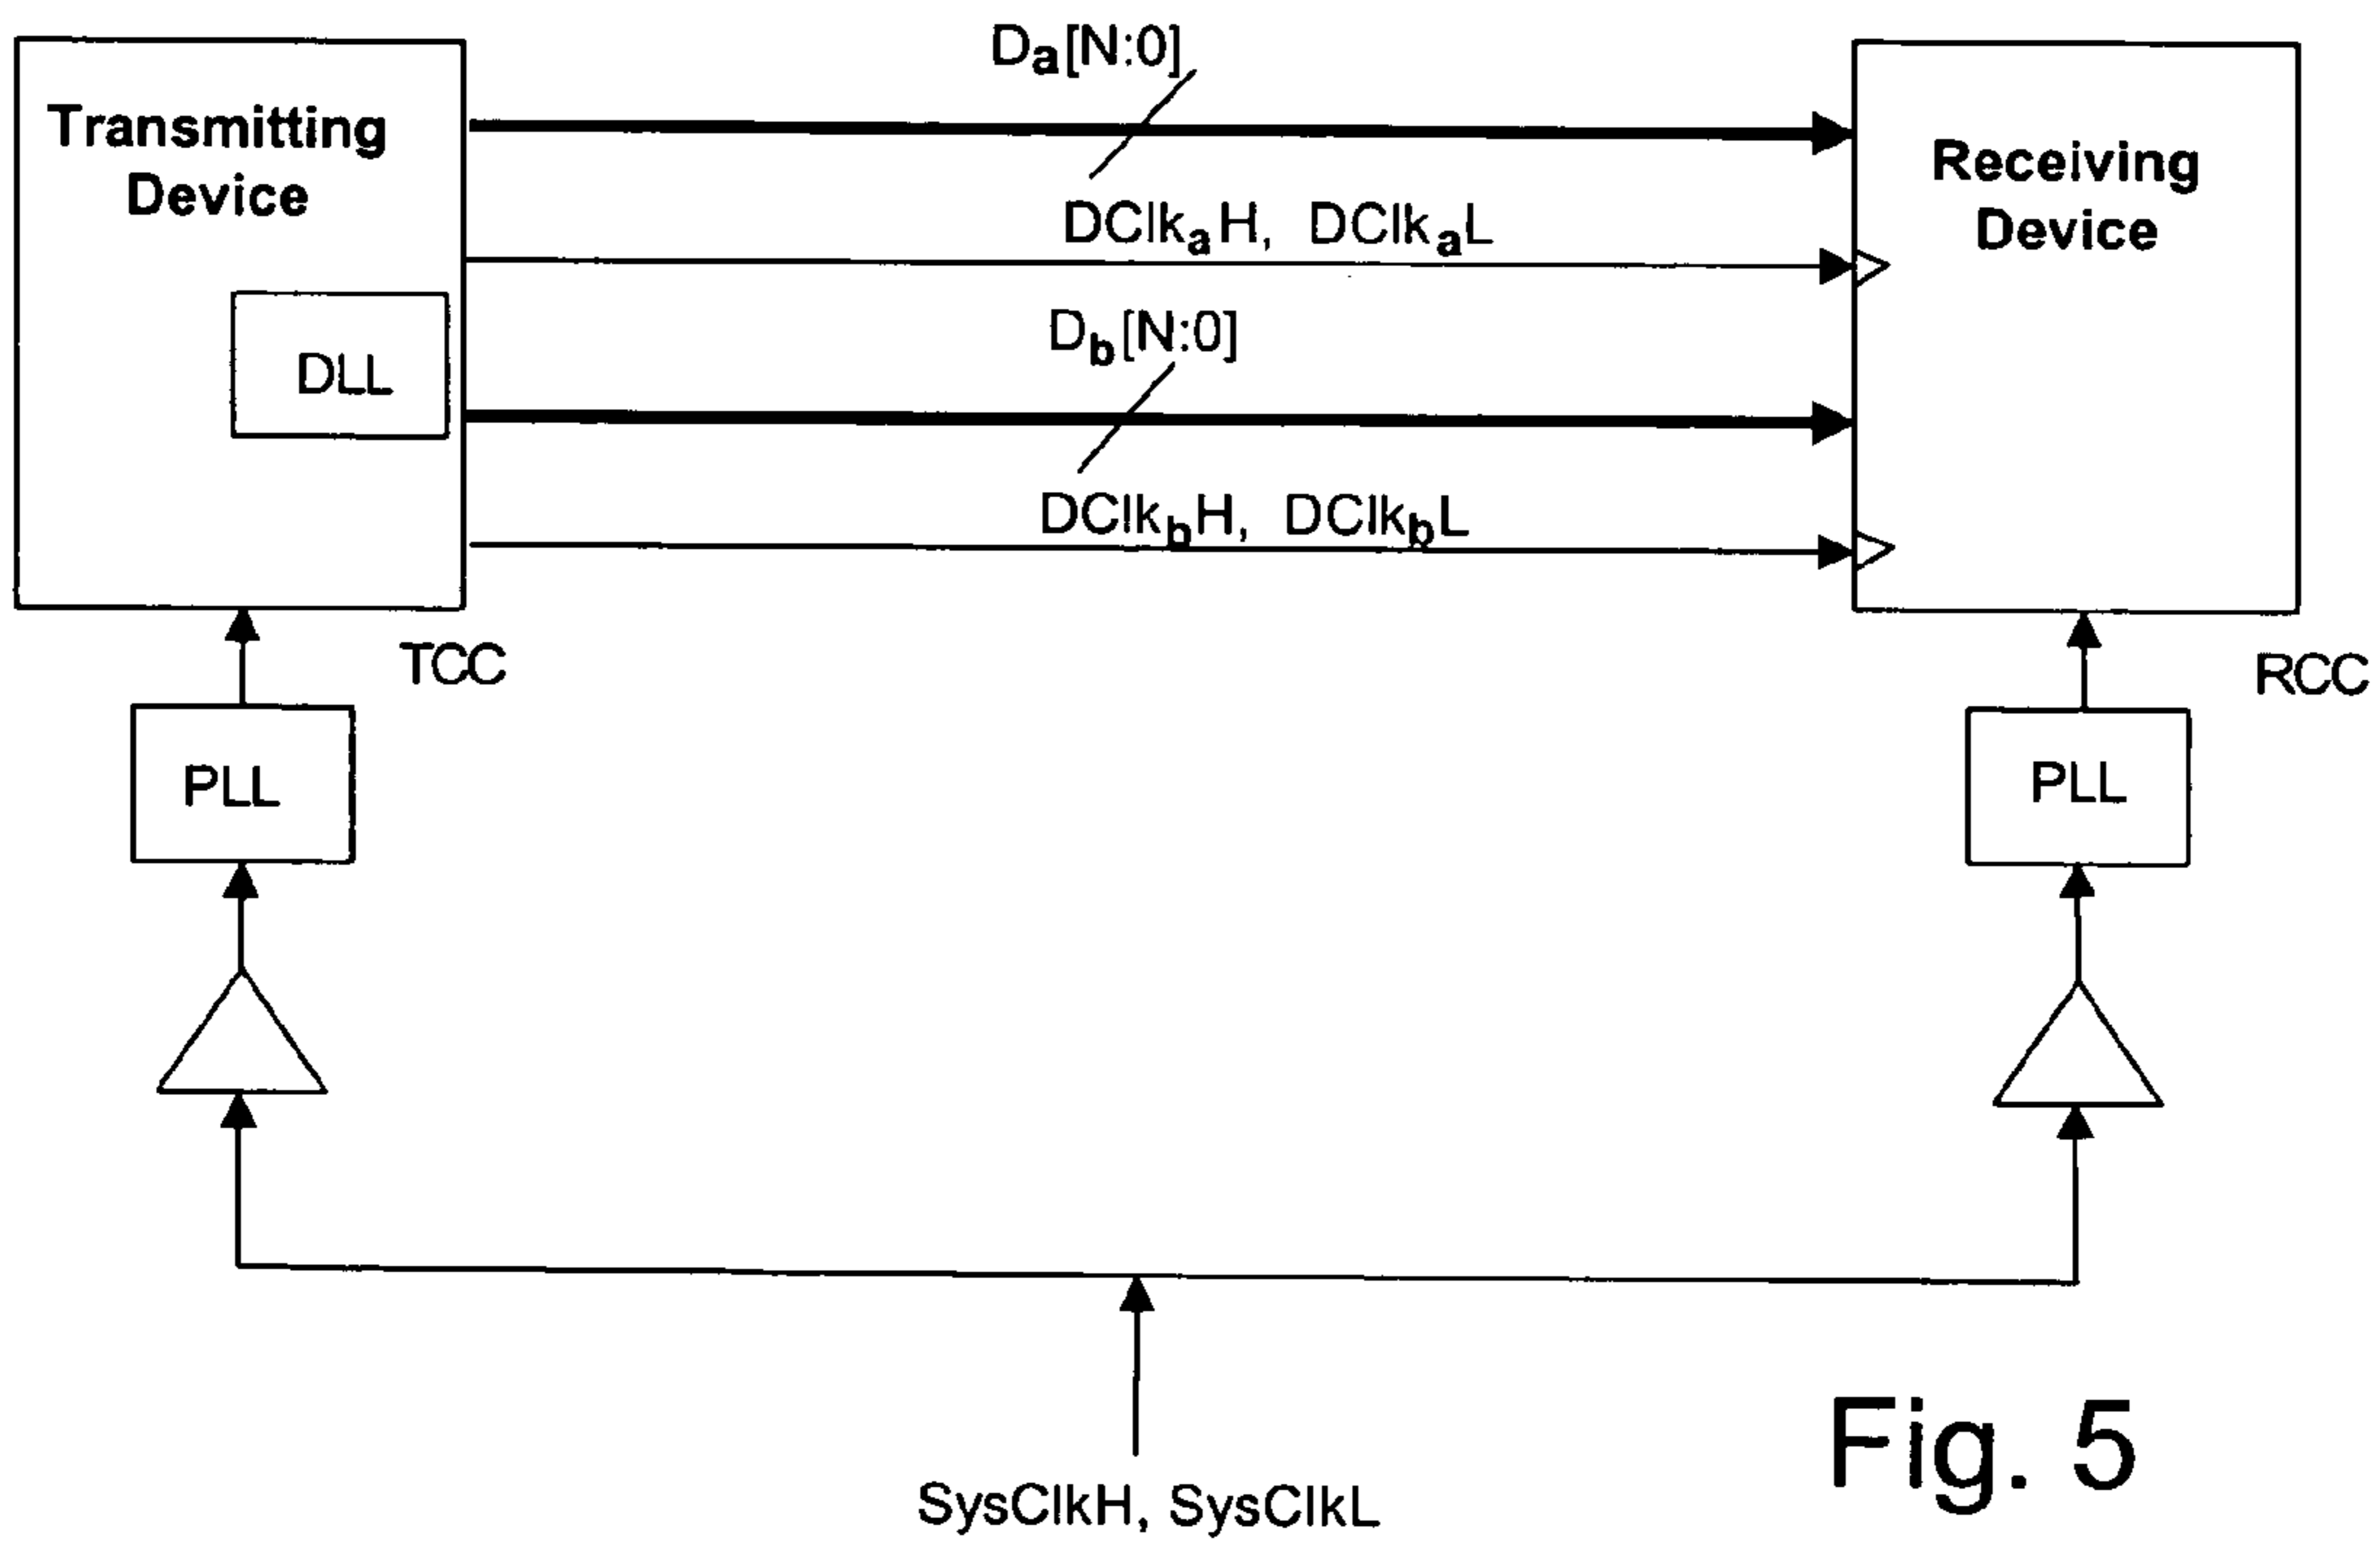 Da[N:0]
Transmitting
Device
Receiving
Device
DClkaH, DClkaL
Db[N:0]
DLL
DClkbH, DClkbL
TCC
RCC
PLL
PLL
SysClkH, SysClkL
Fig. 5